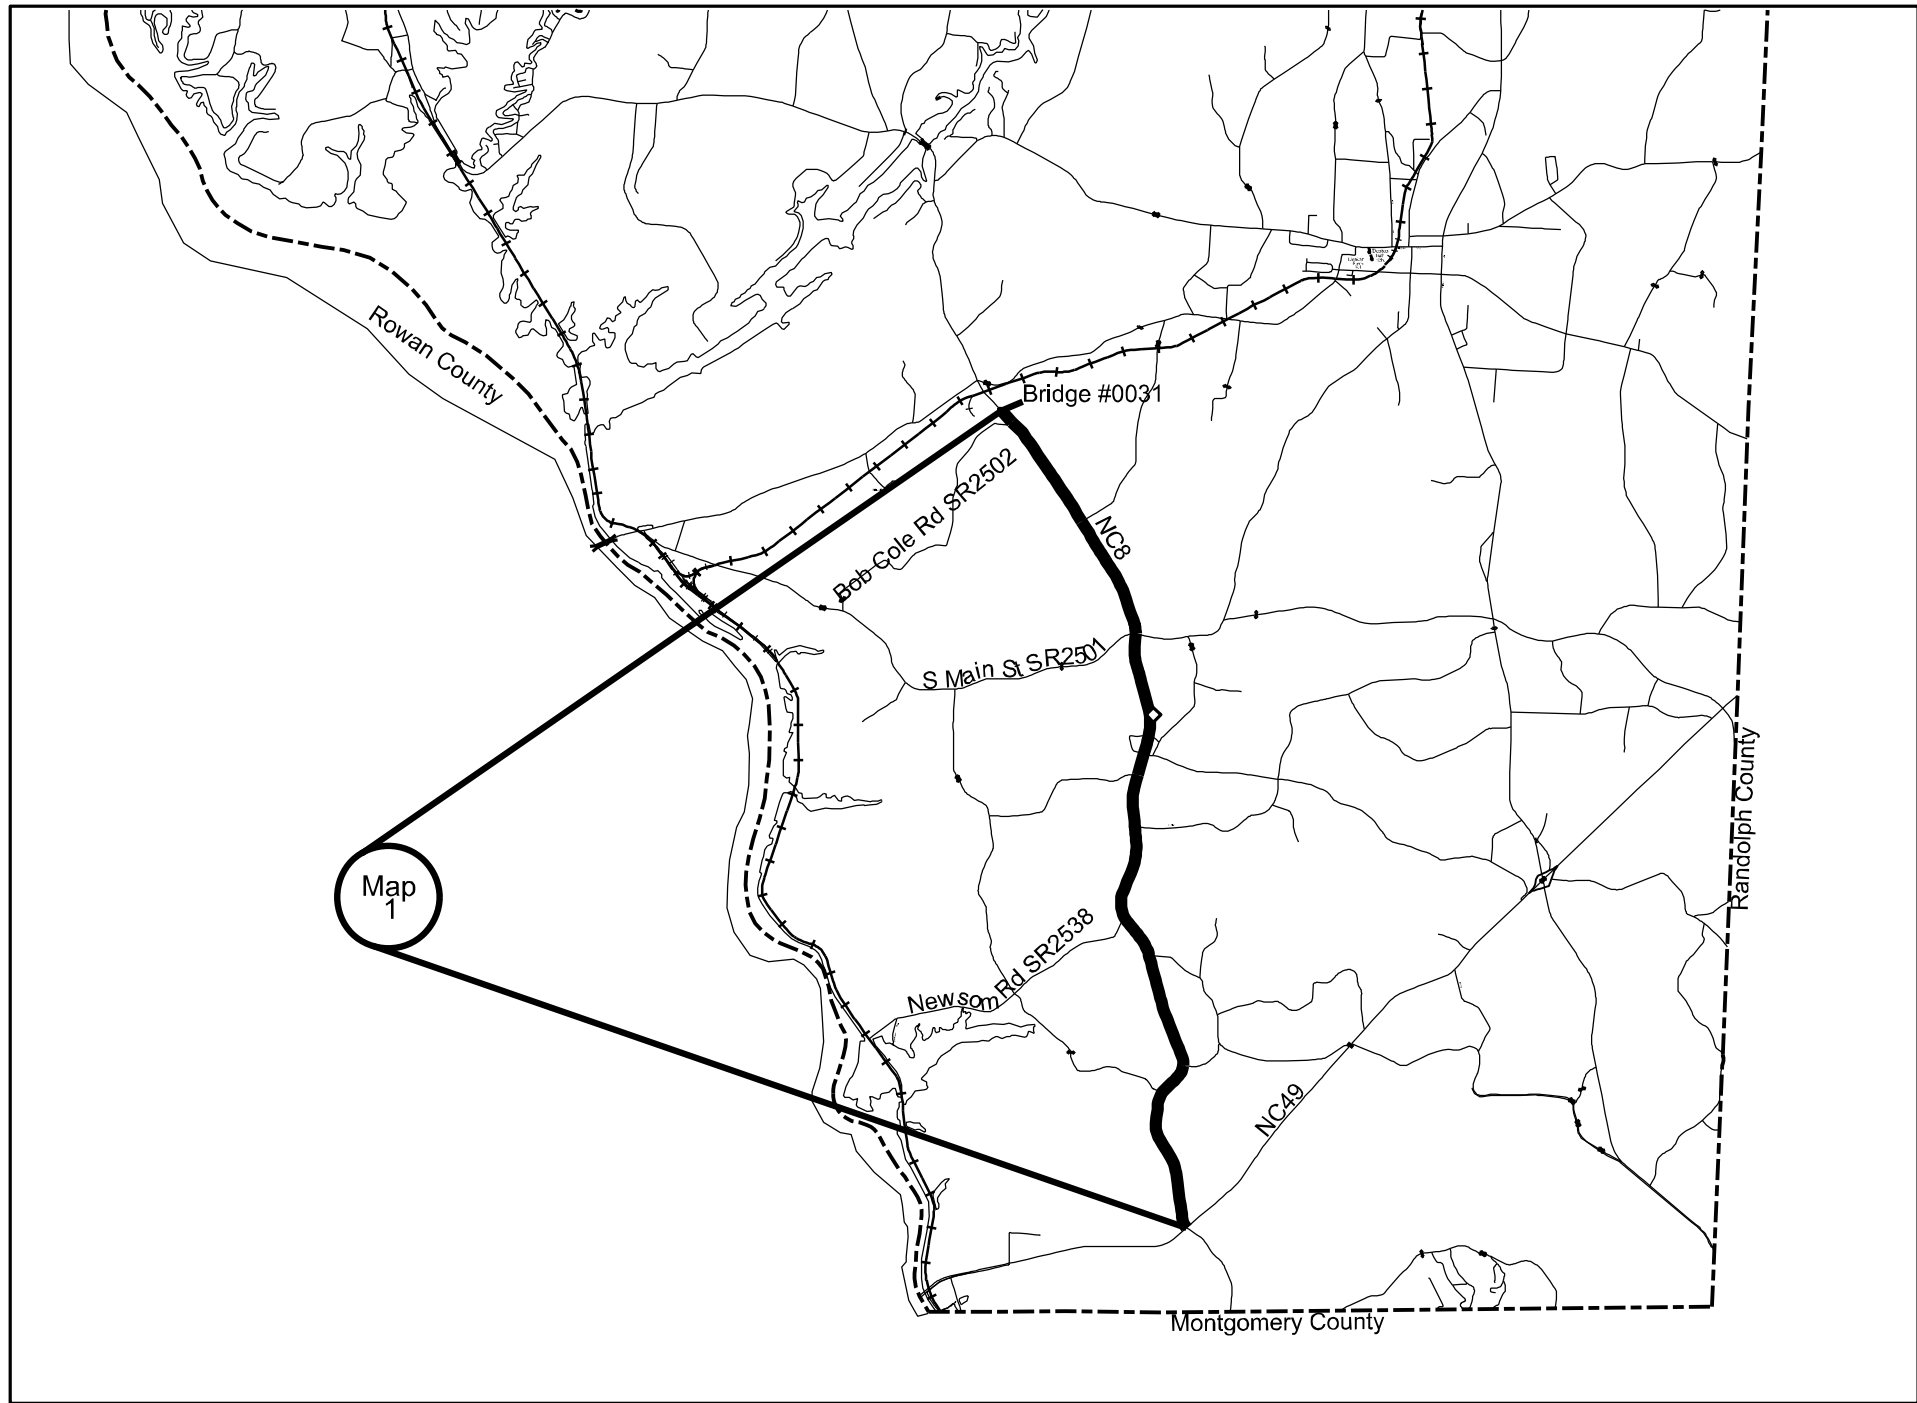 Rowan County
Bridge #0031
Bob Cole Rd SR2502
NC8
S Main St SR2501
Randolph County
Map
1
Newsom Rd SR2538
NC49
Montgomery County